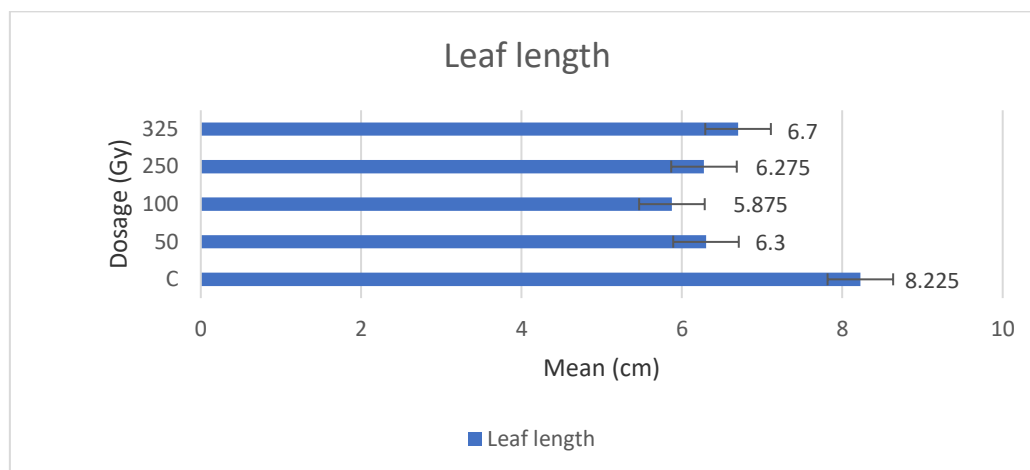 Leaf length
Dosage (Gy)
325 6.7
250 6.275
100 5.875
50 6.3
C 8.225
0 2 4 6 8 10
Mean (cm)
Leaf length